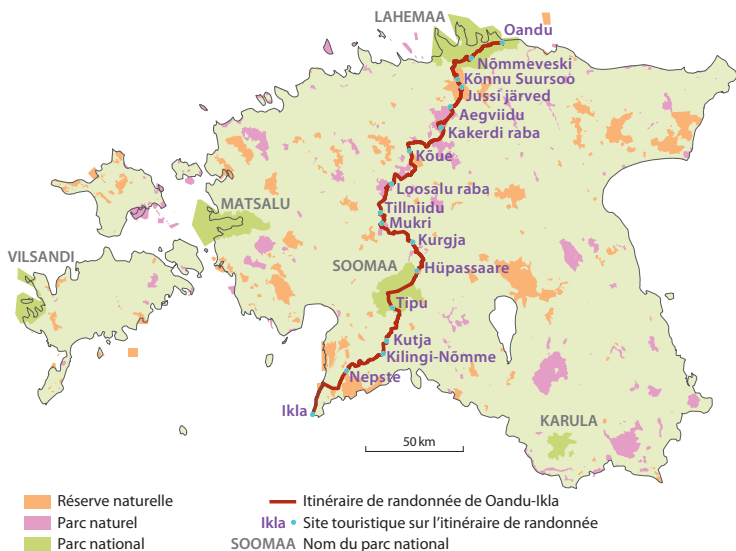 LAHEMAA
Oandu
Nõmmeveski
Kõnnu Suursoo
Jussi järved
Aegviidu
Kakerdi raba
Kõue
Loosalu raba
MATSALU
Tillniidu
Mukri
Kurgja
VILSANDI
SOOMAA
Hüpassaare
Tipu
Kutja
Kilingi-Nõmme
Nepste
Ikla
KARULA
50 km
Réserve naturelle
Parc naturel
Parc national
Itinéraire de randonnée de Oandu-Ikla
Ikla Site touristique sur l'itinéraire de randonnée
SOOMAA Nom du parc national